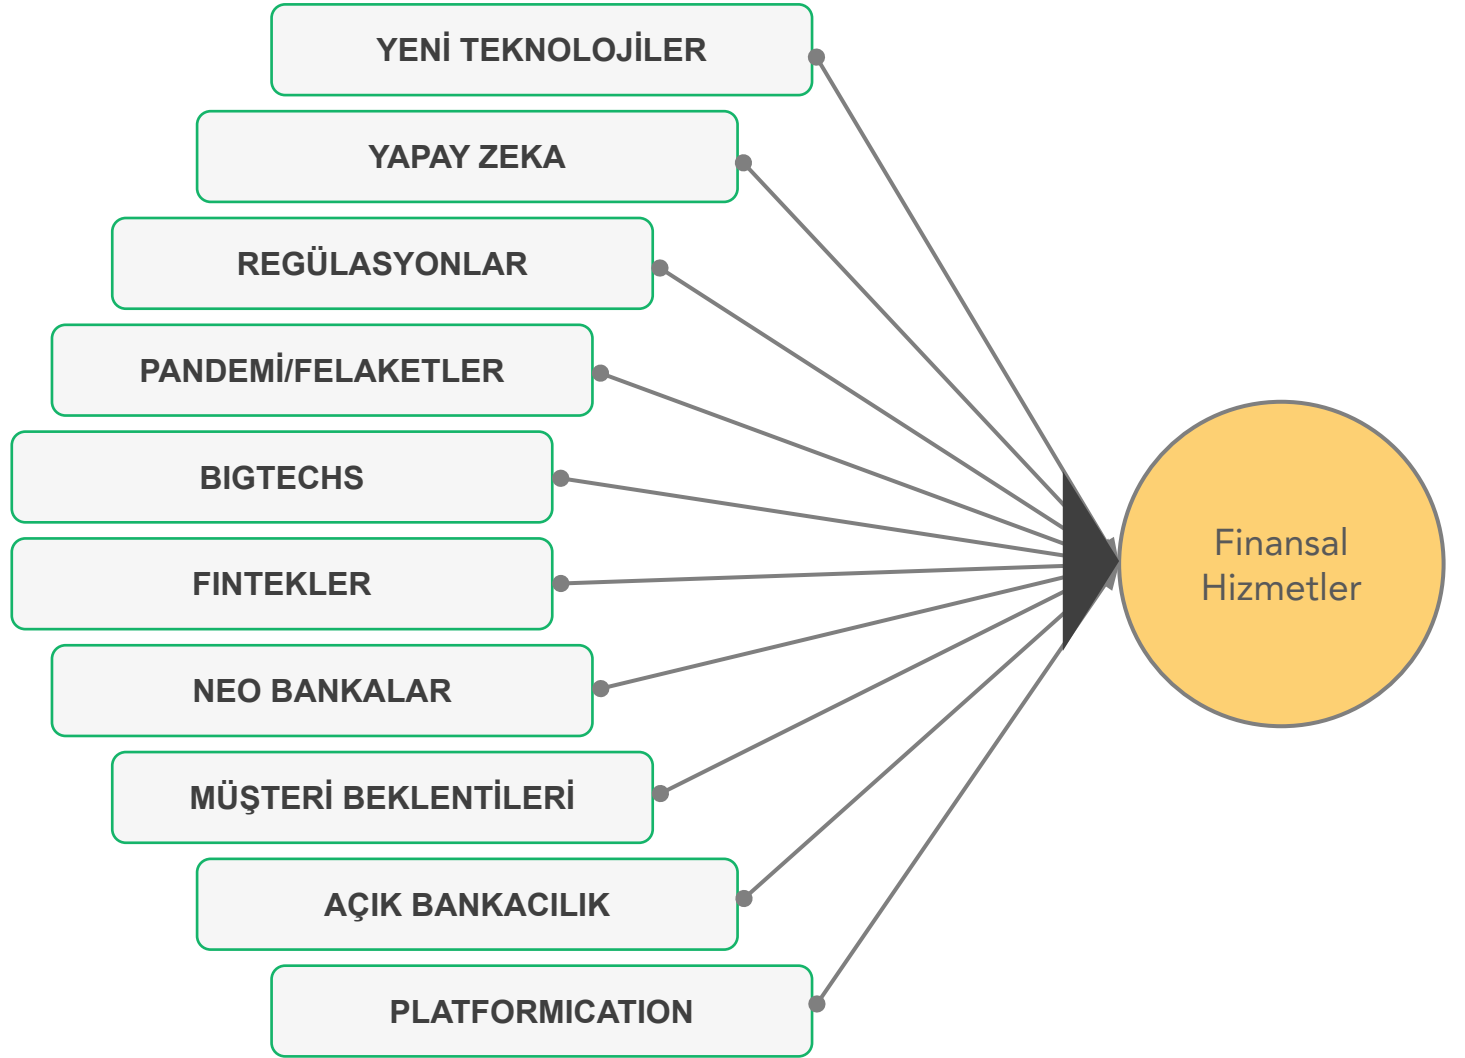 YENİ TEKNOLOJİLER
YAPAY ZEKA
REGÜLASYONLAR
PANDEMİ/FELAKETLER
BIGTECHS
FINTEKLER
NEO BANKALAR
MÜŞTERİ BEKLENTİLERİ
AÇIK BANKACILIK
PLATFORMICATION
Finansal
Hizmetler